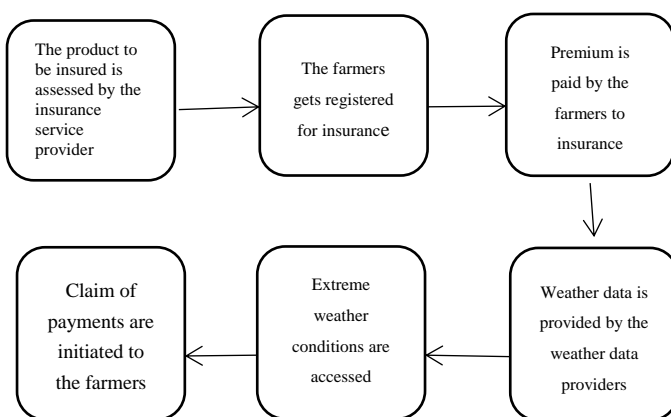 The product to
be insured is
assessed by the
insurance
service
provider
The farmers
gets registered
for insurance
Premium is
paid by the
farmers to
insurance
Weather data is
provided by the
weather data
providers
Extreme
weather
conditions are
accessed
Claim of
payments are
initiated to
the farmers